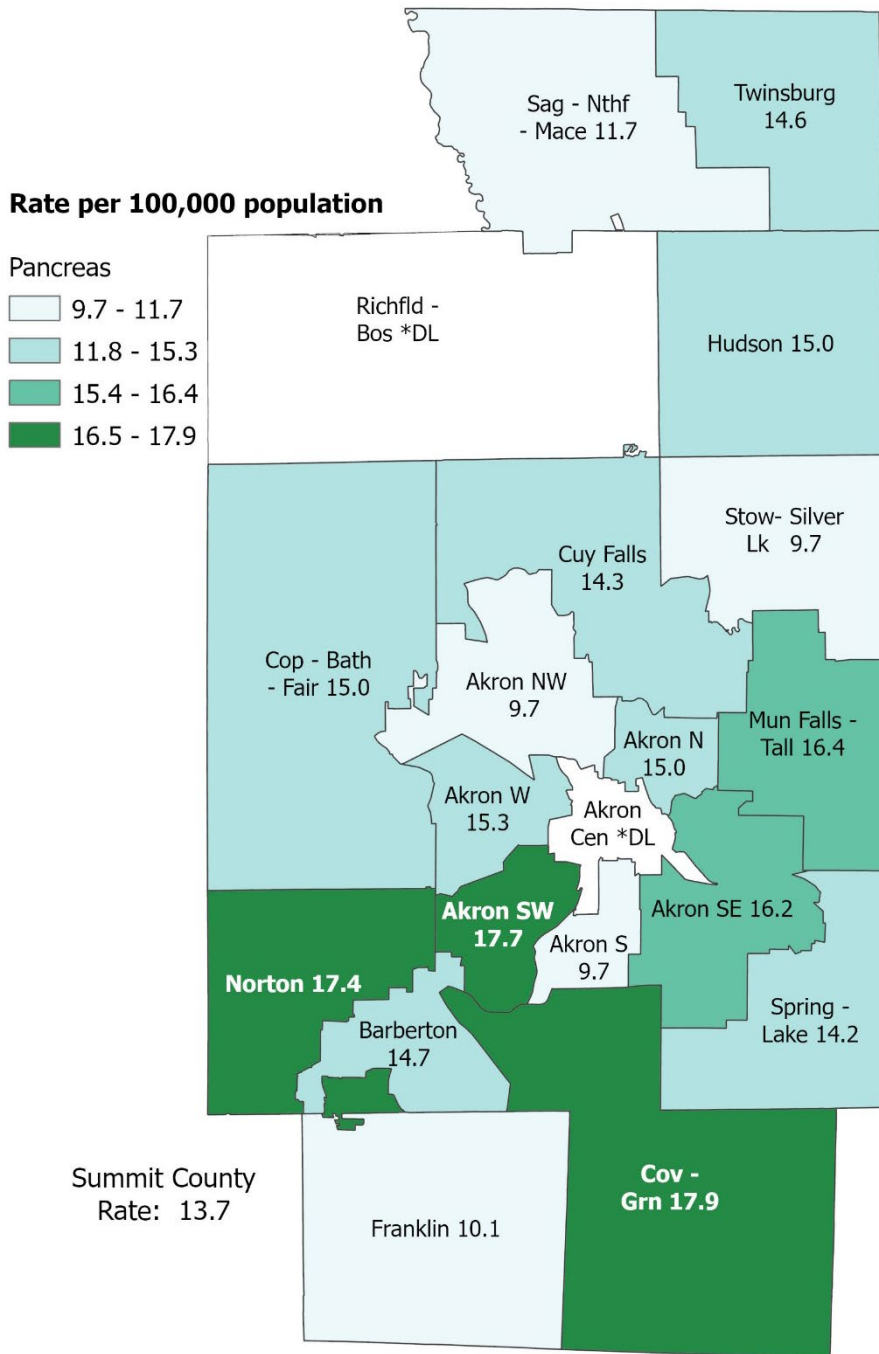 Sag - Nthf
- Mace 11.7
Twinsburg
14.6
Rate per 100,000 population
Pancreas
9.7 - 11.7
11.8 - 15.3
15.4 - 16.4
16.5 - 17.9
Richfld -
Bos *DL
Hudson 15.0
Stow- Silver
Lk 9.7
Cuy Falls
14.3
Cop - Bath
- Fair 15.0
Akron NW
9.7
Mun Falls -
Tall 16.4
Akron N
15.0
Akron W
15.3
Akron
Cen *DL
Akron SW
17.7
Akron SE 16.2
Akron S
9.7
Norton 17.4
Barberton
14.7
Spring -
Lake 14.2
Summit County
Rate: 13.7
Cov -
Grn 17.9
Franklin 10.1